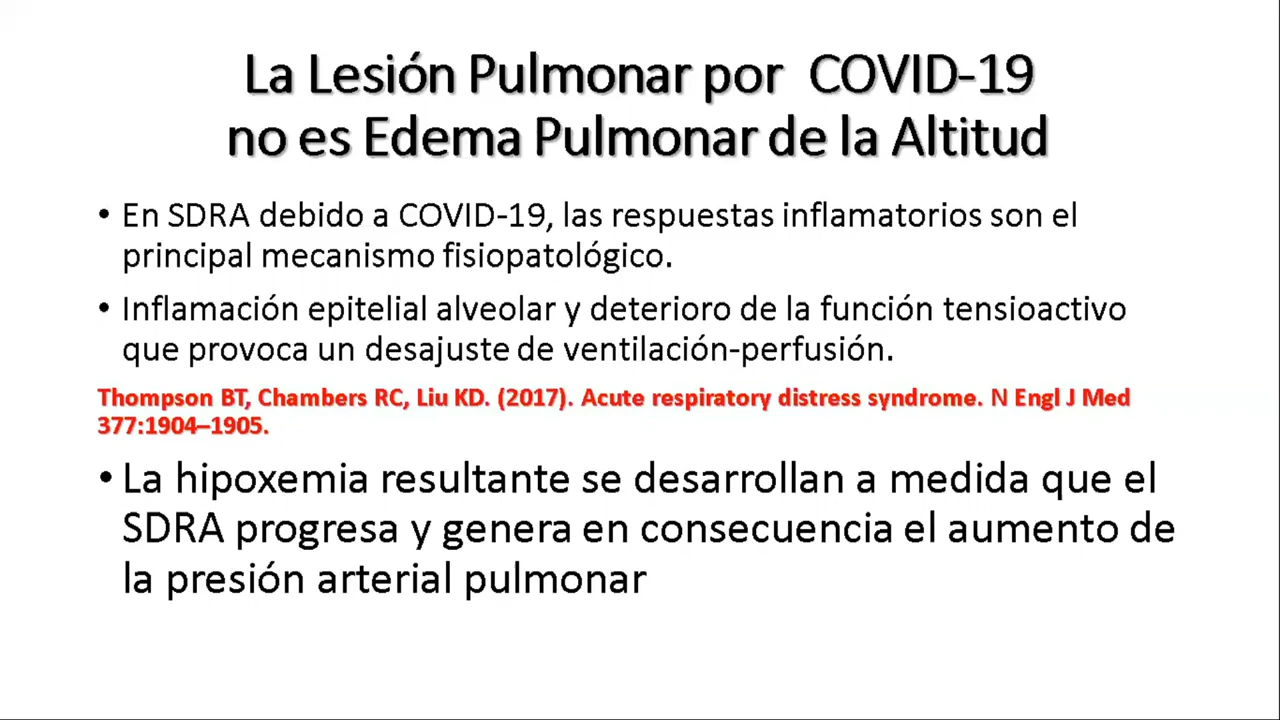 La Lesión Pulmonar por COVID-19
no es Edema Pulmonar de la Altitud
• En SDRA debido a COVID-19, las respuestas inflamatorios son el
principal mecanismo fisiopatológico.
• Inflamación epitelial alveolar y deterioro de la función tensioactivo
que provoca un desajuste de ventilación-perfusión.
Thompson BT, Chambers RC, Liu KD. (2017). Acute respiratory distress syndrome. N Engl J Med
377:1904–1905.
• La hipoxemia resultante se desarrollan a medida que el
SDRA progresa y genera en consecuencia el aumento de
la presión arterial pulmonar